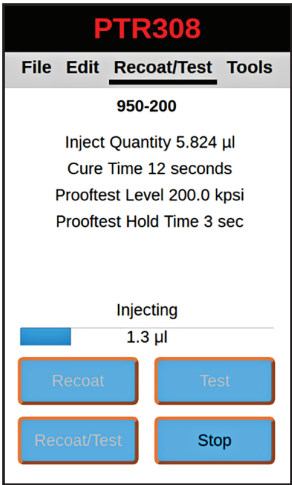 PTR308
File Edit Recoat/Test Tools
950-200
Inject Quantity 5.824 µl
Cure Time 12 seconds
Prooftest Level 200.0 kpsi
Prooftest Hold Time 3 sec
Injecting
1.3 µl
Recoat Test
Recoat/Test Stop